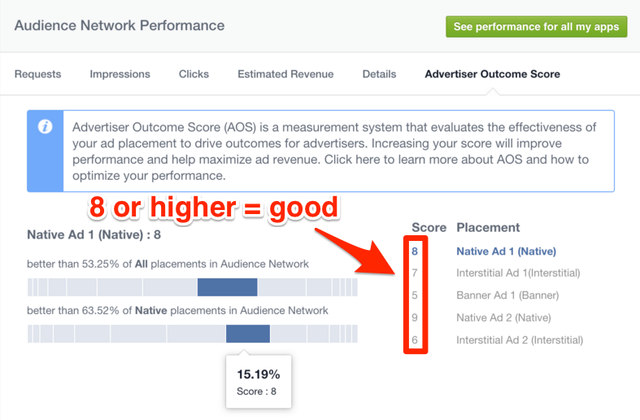 Audience Network Performance
See performance for all my apps
Requests
Impressions
Clicks
Estimated Revenue
Details
Advertiser Outcome Score
Advertiser Outcome Score (AOS) is a measurement system that evaluates the effectiveness of
your ad placement to drive outcomes for advertisers. Increasing your score will improve
performance and help maximize ad revenue. Click here to learn more about AOS and how to
optimize your performance.
8 or higher = good
Native Ad 1 (Native) : 8
better than 53.25% of All placements in Audience Network
better than 63.52% of Native placements in Audience Network
15.19%
Score : 8
Score Placement
8 Native Ad 1 (Native)
7 Interstitial Ad 1(Interstitial)
5 Banner Ad 1 (Banner)
9 Native Ad 2 (Native)
6 Interstitial Ad 2 (Interstitial)